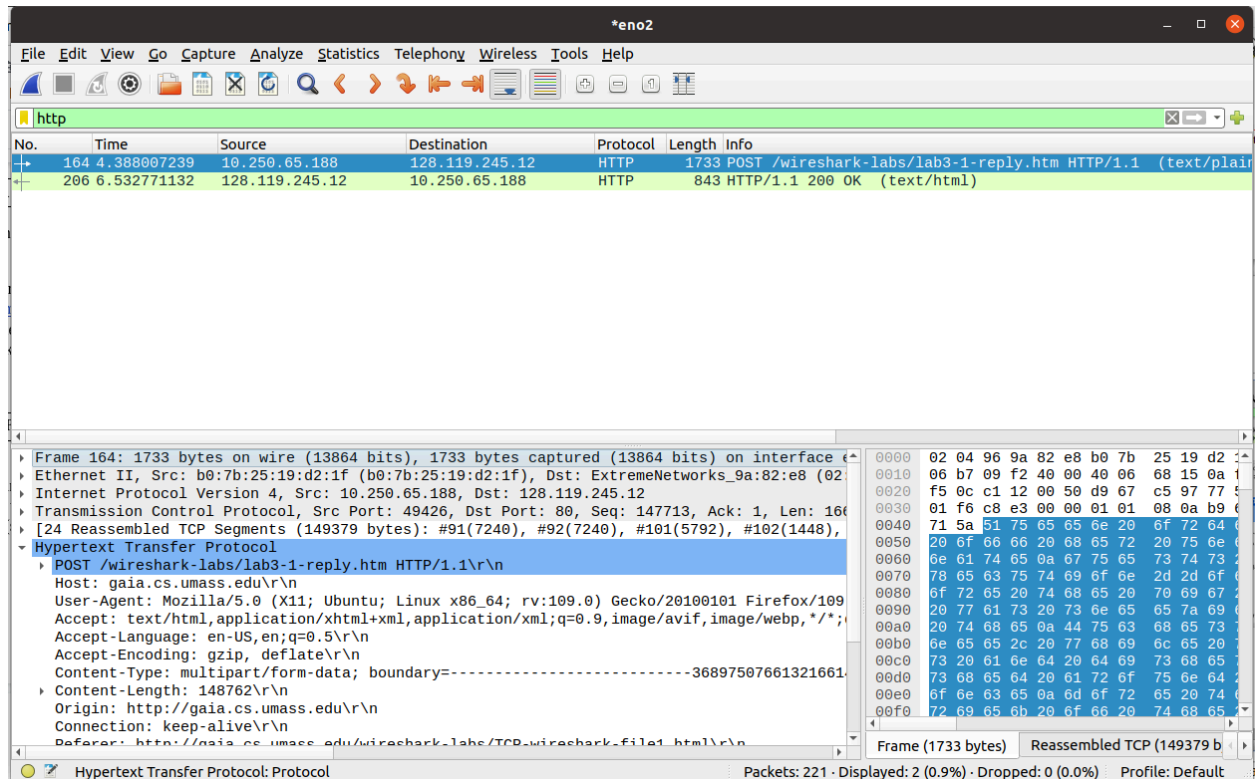 *eno2
File Edit View Go Capture Analyze Statistics Telephony Wireless Tools Help
http
No. Time Source Destination Protocol Length Info
164 4.388007239 10.250.65.188 128.119.245.12 HTTP 1733 POST /wireshark-labs/lab3-1-reply.htm HTTP/1.1 (text/plain
206 6.532771132 128.119.245.12 10.250.65.188 HTTP 843 HTTP/1.1 200 OK (text/html)
Frame 164: 1733 bytes on wire (13864 bits), 1733 bytes captured (13864 bits) on interface
Ethernet II, Src: b0:7b:25:19:d2:1f (b0:7b:25:19:d2:1f), Dst: ExtremeNetworks_9a:82:e8 (02:
Internet Protocol Version 4, Src: 10.250.65.188, Dst: 128.119.245.12
Transmission Control Protocol, Src Port: 49426, Dst Port: 80, Seq: 147713, Ack: 1, Len: 166
[24 Reassembled TCP Segments (149379 bytes): #91(7240), #92(7240), #101(5792), #102(1448),
Hypertext Transfer Protocol
POST /wireshark-labs/lab3-1-reply.htm HTTP/1.1\r\n
Host: gaia.cs.umass.edu\r\n
User-Agent: Mozilla/5.0 (X11; Ubuntu; Linux x86_64; rv:109.0) Gecko/20100101 Firefox/109
Accept: text/html,application/xhtml+xml,application/xml;q=0.9,image/avif,image/webp,*/*;
Accept-Language: en-US,en;q=0.5\r\n
Accept-Encoding: gzip, deflate\r\n
Content-Type: multipart/form-data; boundary=---------------------------36897507661321661
Content-Length: 148762\r\n
Origin: http://gaia.cs.umass.edu\r\n
Connection: keep-alive\r\n
Referer: http://gaia.cs.umass.edu/wireshark-labs/TCP-wireshark-file1.html\r\n
0000 02 04 96 9a 82 e8 b0 7b 25 19 d2
0010 06 b7 09 f2 40 00 40 06 68 15 0a
0020 f5 0c c1 12 00 50 d9 67 c5 97 77
0030 01 f6 c8 e3 00 00 01 01 08 0a b9
0040 71 5a 51 75 65 65 6e 20 6f 72 64
0050 20 6f 66 66 20 68 65 72 20 75 6e
0060 6e 61 74 65 0a 67 75 65 73 74 73
0070 78 65 63 75 74 69 6f 6e 2d 2d 6f
0080 6f 72 65 20 74 68 65 20 70 69 67
0090 20 77 61 73 20 73 6e 65 65 7a 69
00a0 20 74 68 65 0a 44 75 63 68 65 73
00b0 6e 65 65 2c 20 77 68 69 6c 65 20
00c0 73 20 61 6e 64 20 64 69 73 68 65
00d0 73 68 65 64 20 61 72 6f 75 6e 64
00e0 6f 6e 63 65 0a 6d 6f 72 65 20 74
00f0 72 69 65 6b 20 6f 66 20 74 68 65
Frame (1733 bytes) Reassembled TCP (149379 b
Hypertext Transfer Protocol: Protocol Packets: 221 · Displayed: 2 (0.9%) · Dropped: 0 (0.0%) Profile: Default